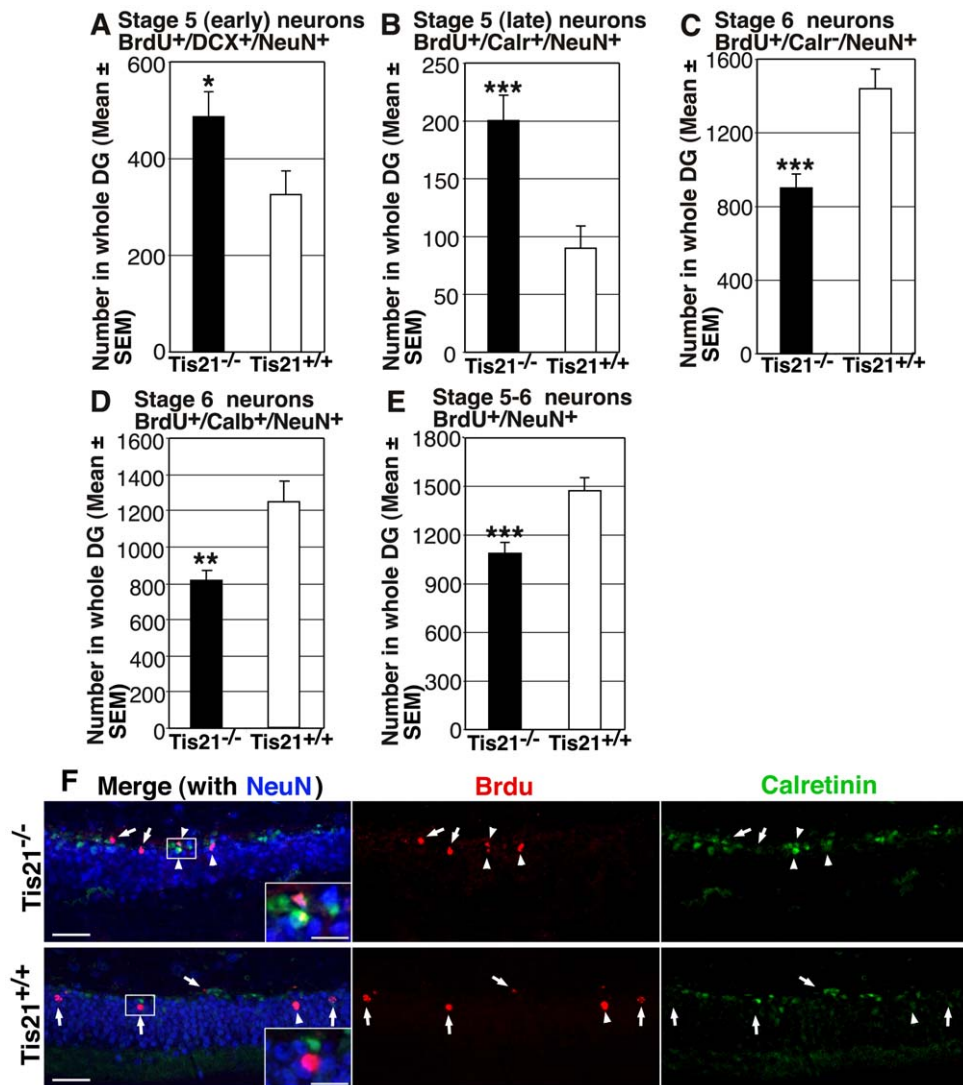 A Stage 5 (early) neurons
BrdU+/DCX+/NeuN+
Number in whole DG (Mean ±
SEM)
600
400
200
0
*
Tis21-/- Tis21+/+
B Stage 5 (late) neurons
BrdU+/Calr+/NeuN+
Number in whole DG (Mean ±
SEM)
250
200
150
100
50
0
***
Tis21-/- Tis21+/+
C Stage 6 neurons
BrdU+/Calr-/NeuN+
Number in whole DG (Mean ±
SEM)
1600
1200
800
400
0
***
Tis21-/- Tis21+/+
D Stage 6 neurons
BrdU+/Calb+/NeuN+
Number in whole DG (Mean ±
SEM)
1600
1400
1200
1000
800
600
400
200
0
**
Tis21-/- Tis21+/+
E Stage 5-6 neurons
BrdU+/NeuN+
Number in whole DG (Mean ±
SEM)
1800
1500
1200
900
600
300
0
***
Tis21-/- Tis21+/+
F Merge (with NeuN) Brdu Calretinin
Tis21-/-
Tis21+/+